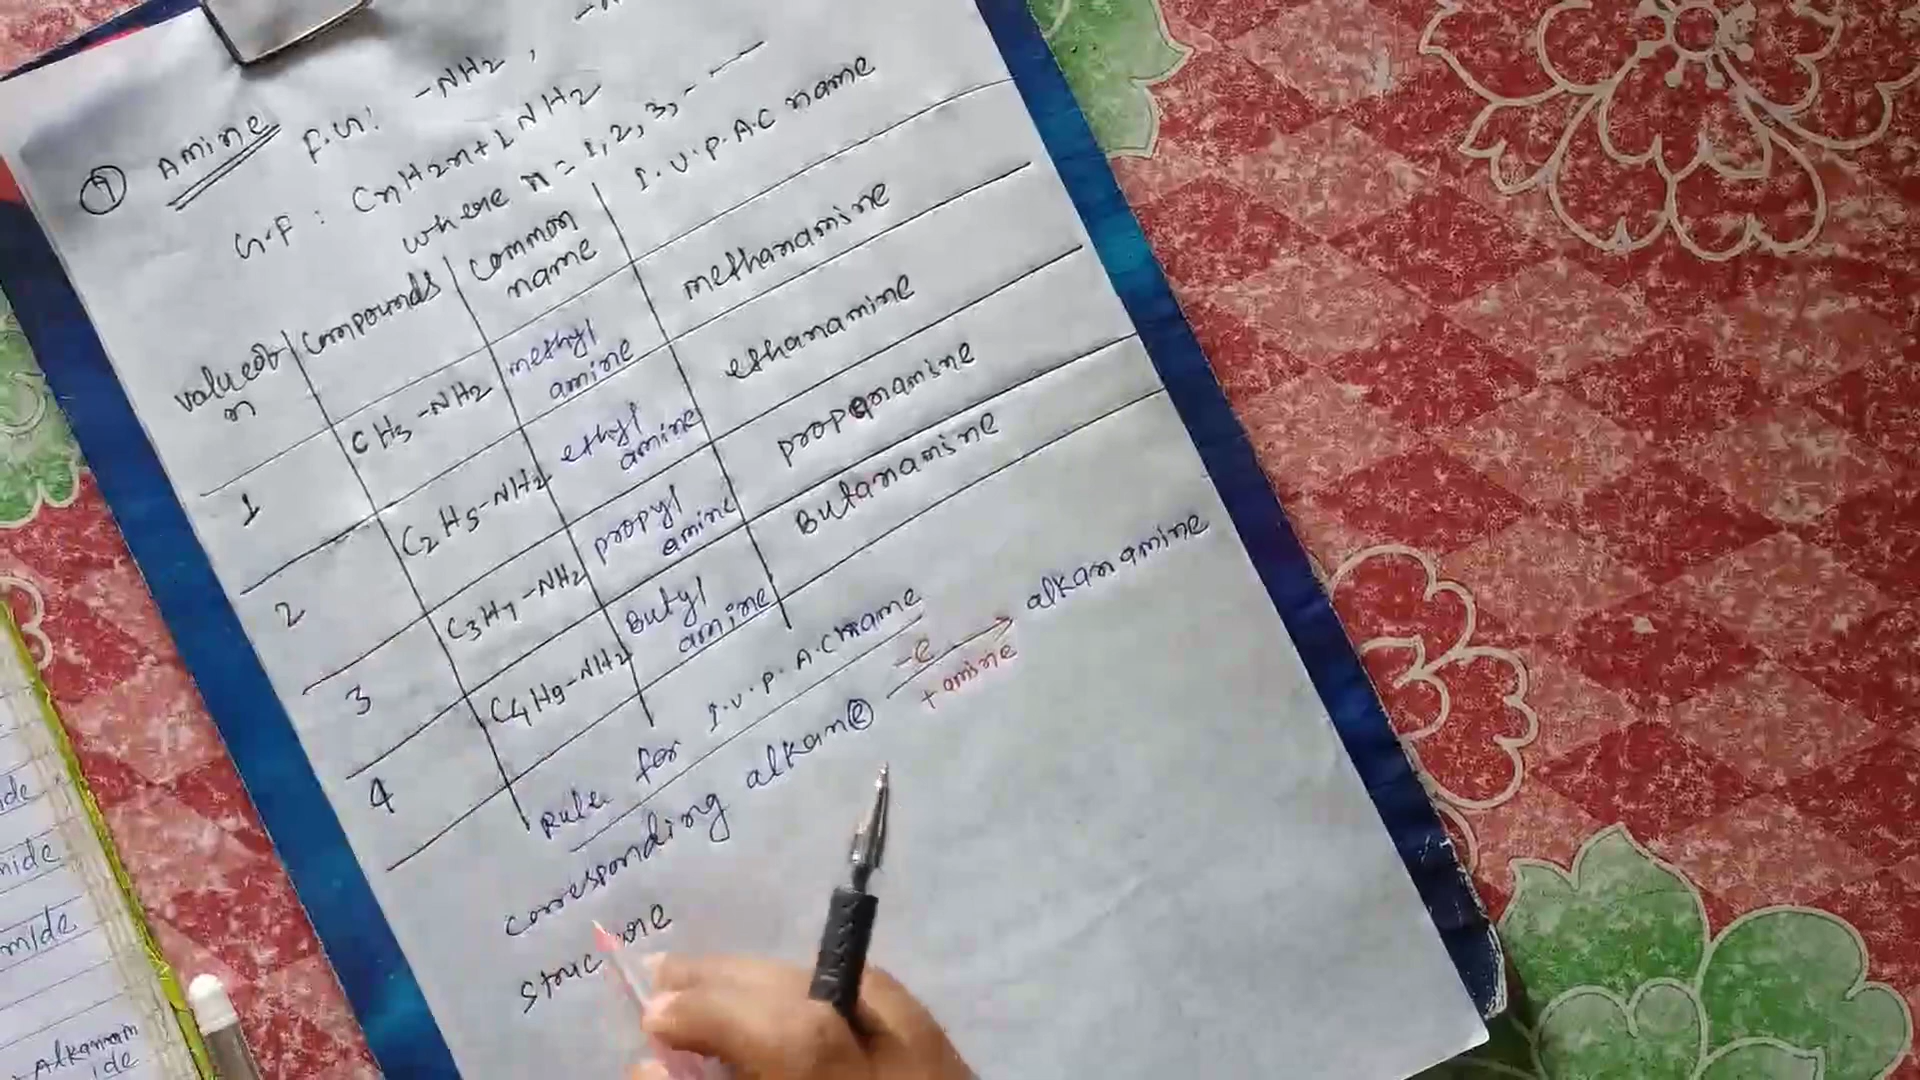 9 Amine
F.G: -NH2,
G.F : CnH2n+1NH2
where n = 1, 2, 3, - - -
value of n | compounds | common name | I.U.P.A.C name
1 | CH3-NH2 | methyl amine | methanamine
2 | C2H5-NH2 | ethyl amine | ethanamine
3 | C3H7-NH2 | propyl amine | propanamine
4 | C4H9-NH2 | Butyl amine | Butanamine
Rule for I.U.P.A.C name
corresponding alkane -e + amine → alkanamine
mide
mide
Alkanam
ide